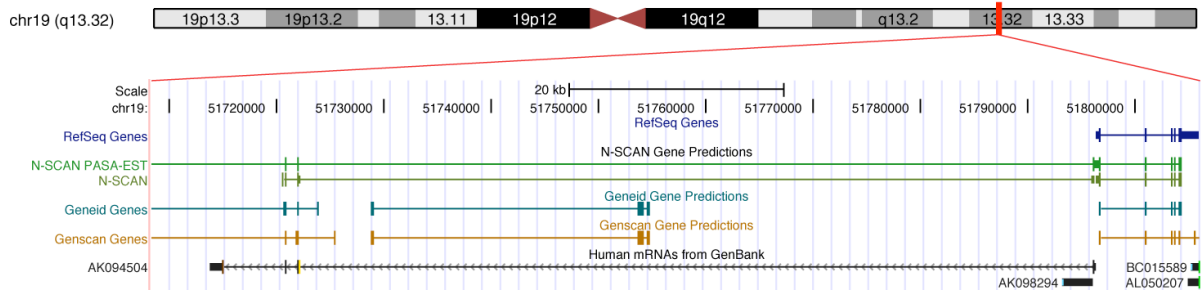 chr19 (q13.32) 19p13.3 19p13.2 13.11 19p12 19q12 q13.2 13.32 13.33
Scale 20 kb
chr19: 51720000 51730000 51740000 51750000 51760000 51770000 51780000 51790000 51800000
RefSeq Genes
RefSeq Genes
N-SCAN Gene Predictions
N-SCAN PASA-EST
N-SCAN
Geneid Gene Predictions
Geneid Genes
Genscan Gene Predictions
Genscan Genes
Human mRNAs from GenBank
AK094504 BC015589
AK098294 AL050207